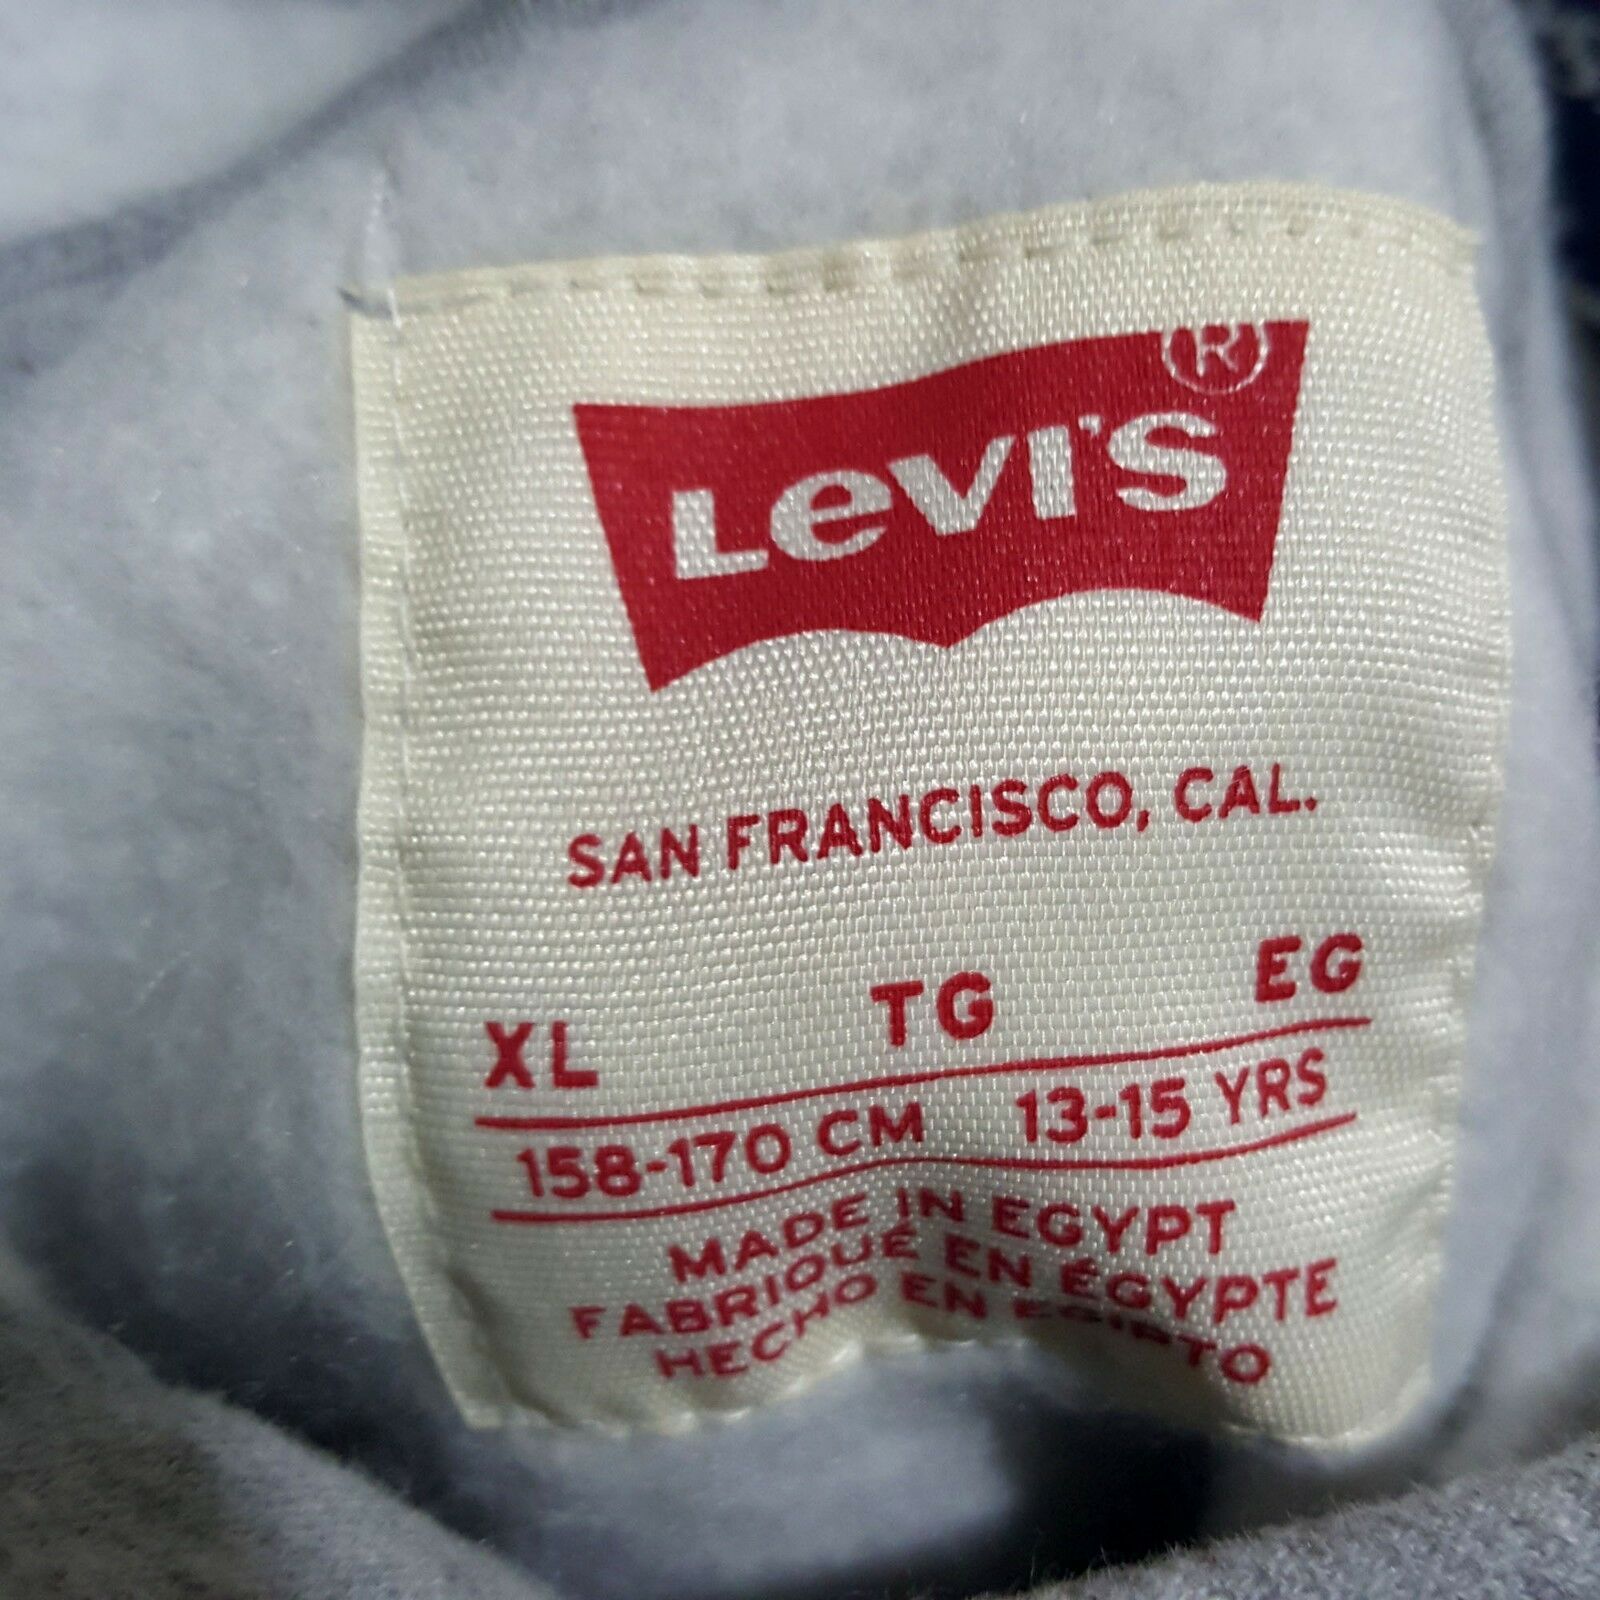 Levi's ®
SAN FRANCISCO, CAL.
XL TG EG
158-170 CM 13-15 YRS
MADE IN EGYPT
FABRIQUÉ EN ÉGYPTE
HECHO EN EGIPTO